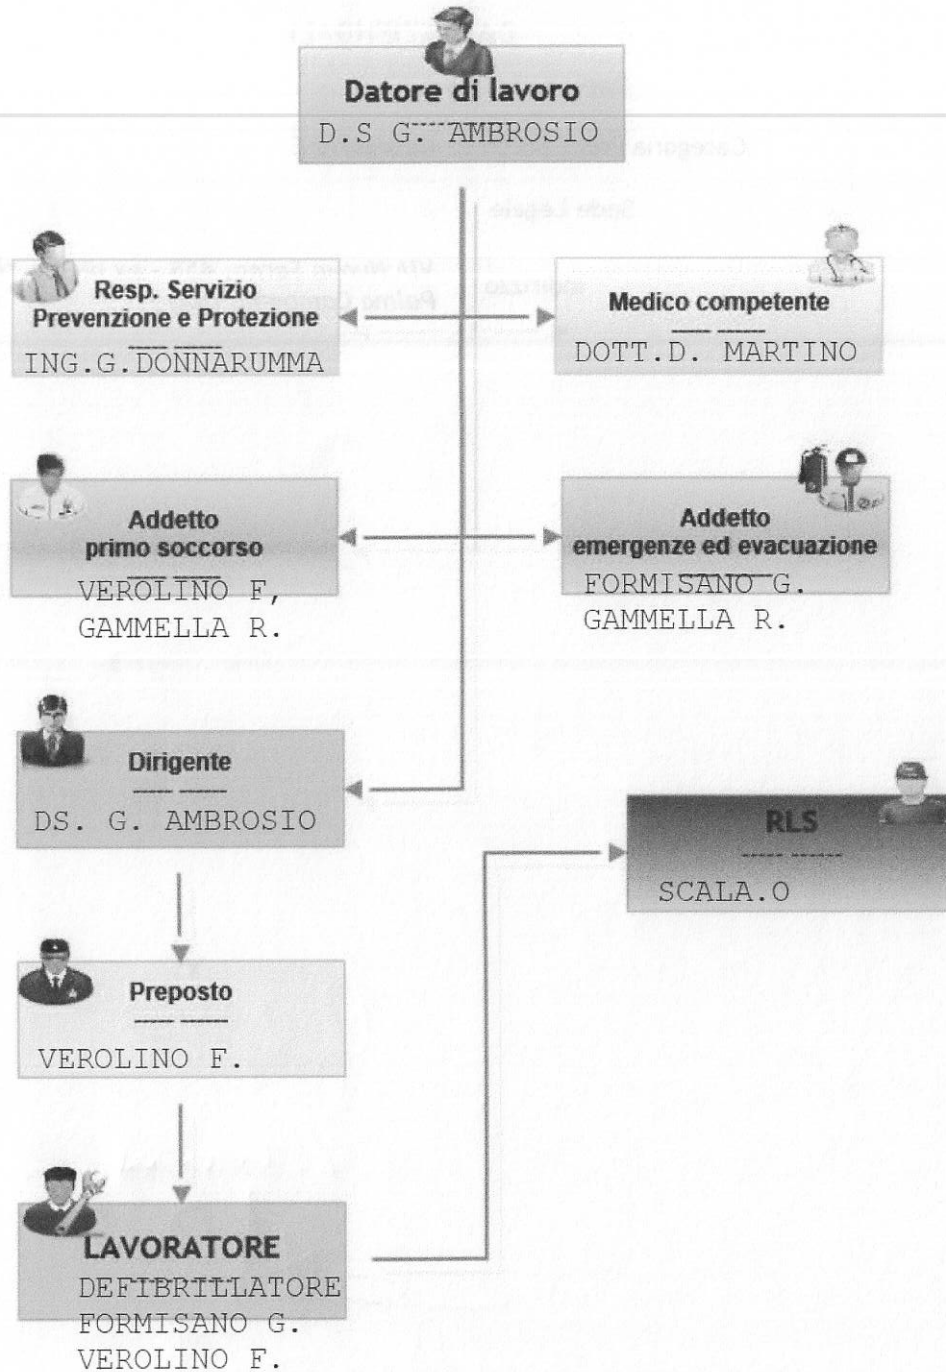 Datore di lavoro
D.S G. AMBROSIO
Resp. Servizio
Prevenzione e Protezione
ING.G.DONNARUMMA
Medico competente
DOTT.D. MARTINO
Addetto
primo soccorso
VEROLINO F,
GAMMELLA R.
Addetto
emergenze ed evacuazione
FORMISANO G.
GAMMELLA R.
Dirigente
DS. G. AMBROSIO
RLS
SCALA.O
Preposto
VEROLINO F.
LAVORATORE
DEFIBRILLATORE
FORMISANO G.
VEROLINO F.